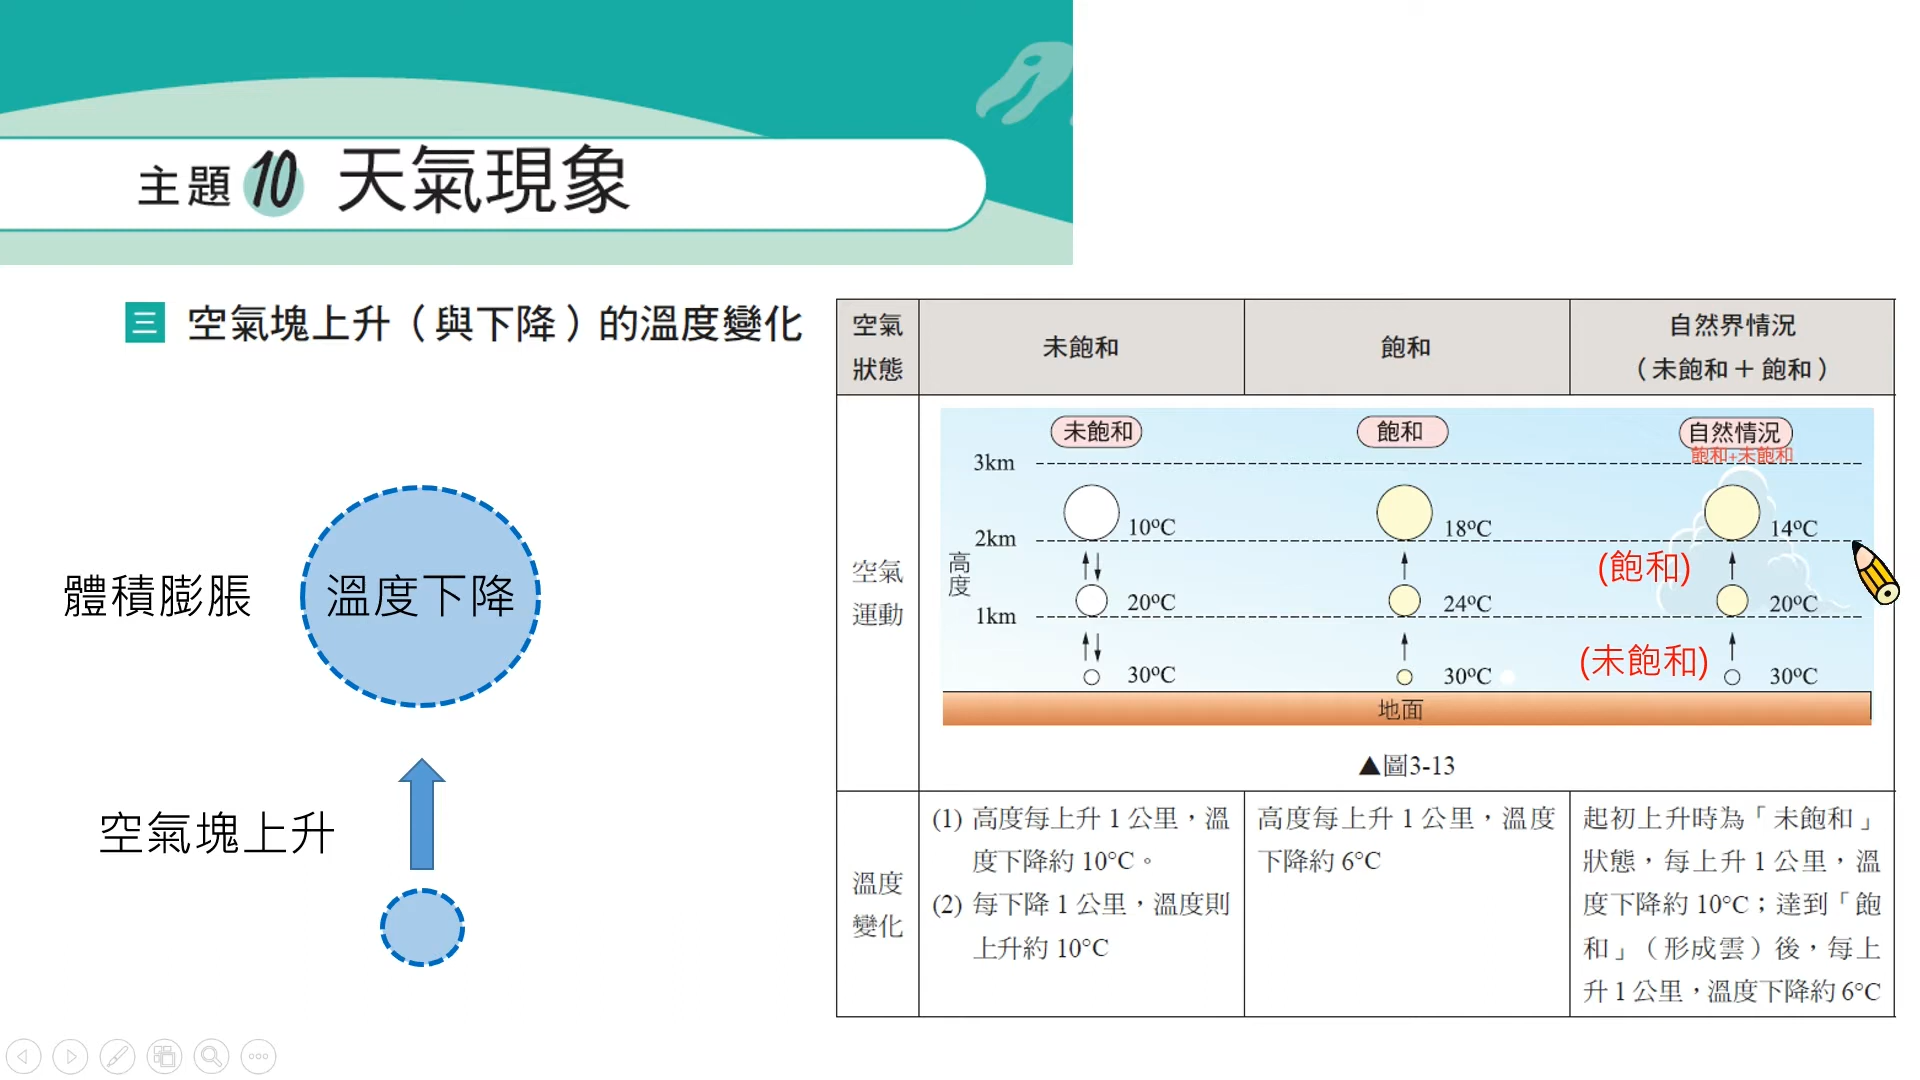 主題 10 天氣現象
三 空氣塊上升（與下降）的溫度變化
體積膨脹
溫度下降
空氣塊上升
空氣
狀態
未飽和
飽和
自然界情況
（未飽和＋飽和）
空氣
運動
未飽和
飽和
自然情況
飽和+未飽和
3km
10ºC
18ºC
14ºC
2km
高度
(飽和)
20ºC
24ºC
20ºC
1km
(未飽和)
30ºC
30ºC
30ºC
地面
▲圖3-13
溫度
變化
(1) 高度每上升 1 公里，溫
度下降約 10°C。
(2) 每下降 1 公里，溫度則
上升約 10°C
高度每上升 1 公里，溫度
下降約 6°C
起初上升時為「未飽和」
狀態，每上升 1 公里，溫
度下降約 10°C；達到「飽
和」（形成雲）後，每上
升 1 公里，溫度下降約 6°C